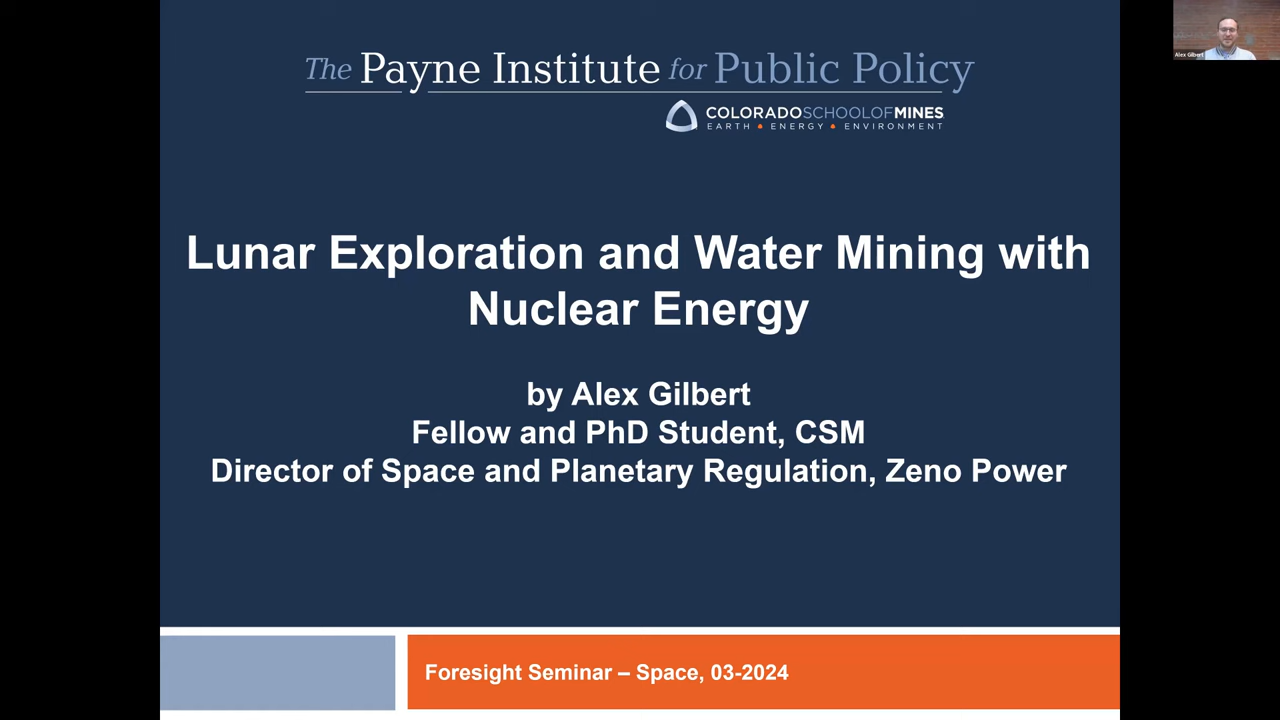 The Payne Institute for Public Policy
COLORADOSCHOOLOFMINES
EARTH • ENERGY • ENVIRONMENT
Alex Gilbert
Lunar Exploration and Water Mining with
Nuclear Energy
by Alex Gilbert
Fellow and PhD Student, CSM
Director of Space and Planetary Regulation, Zeno Power
Foresight Seminar – Space, 03-2024